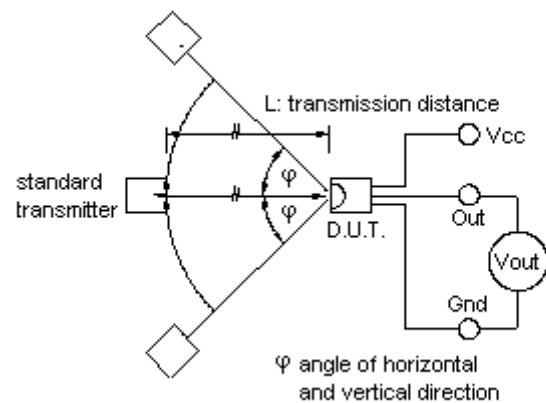 L: transmission distance
Vcc
standard
transmitter
φ
φ
D.U.T.
Out
Vout
Gnd
φ angle of horizontal
and vertical direction